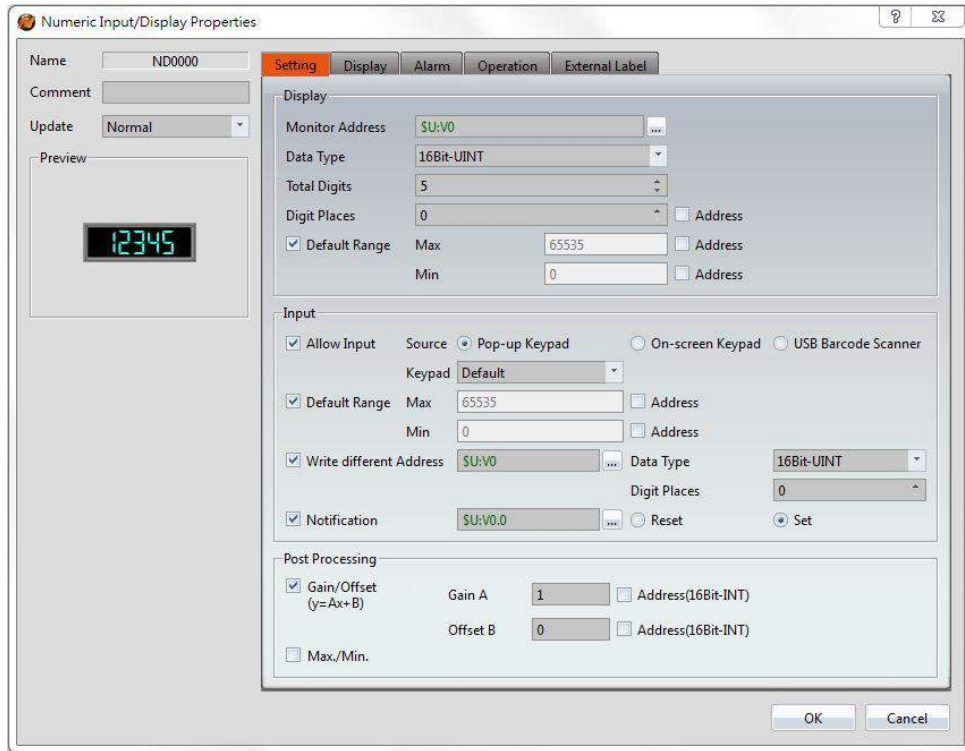 Numeric Input/Display Properties
Name ND0000
Comment
Update Normal
Preview
12345
Setting Display Alarm Operation External Label
Display
Monitor Address $U:V0 ...
Data Type 16Bit-UINT
Total Digits 5
Digit Places 0 Address
Default Range Max 65535 Address
Min 0 Address
Input
Allow Input Source Pop-up Keypad On-screen Keypad USB Barcode Scanner
Keypad Default
Default Range Max 65535 Address
Min 0 Address
Write different Address $U:V0 ... Data Type 16Bit-UINT
Digit Places 0
Notification $U:V0.0 ... Reset Set
Post Processing
Gain/Offset
(y=Ax+B)
Gain A 1 Address(16Bit-INT)
Offset B 0 Address(16Bit-INT)
Max./Min.
OK Cancel